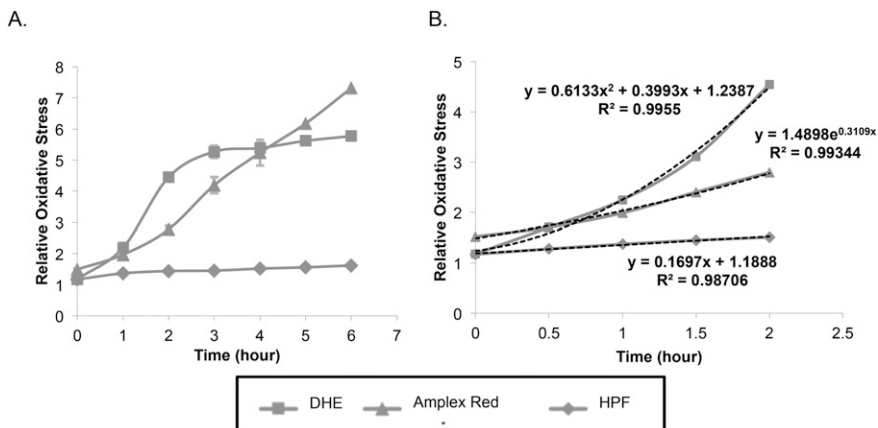 A.
Relative Oxidative Stress
8
7
6
5
4
3
2
1
0
0 1 2 3 4 5 6 7
Time (hour)
B.
Relative Oxidative Stress
5
4
3
2
1
0
y = 0.6133x² + 0.3993x + 1.2387
R² = 0.9955
y = 1.4898e^0.3109x
R² = 0.99344
y = 0.1697x + 1.1888
R² = 0.98706
0 0.5 1 1.5 2 2.5
Time (hour)
DHE Amplex Red HPF